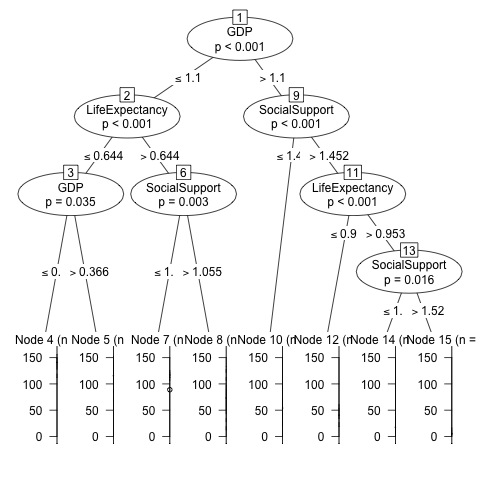 1
GDP
p < 0.001
≤ 1.1
> 1.1
2
LifeExpectancy
p < 0.001
9
SocialSupport
p < 0.001
≤ 0.644
> 0.644
≤ 1.4
> 1.452
3
GDP
p = 0.035
6
SocialSupport
p = 0.003
11
LifeExpectancy
p < 0.001
≤ 0.9
> 0.953
13
SocialSupport
p = 0.016
≤ 0.
> 0.366
≤ 1.
> 1.055
≤ 1.
> 1.52
Node 4 (n
Node 5 (n
Node 7 (n
Node 8 (n
Node 10 (n
Node 12 (n
Node 14 (n
Node 15 (n =
150 150 150 150 150 150 150 150
100 100 100 100 100 100 100 100
50 50 50 50 50 50 50 50
0 0 0 0 0 0 0 0